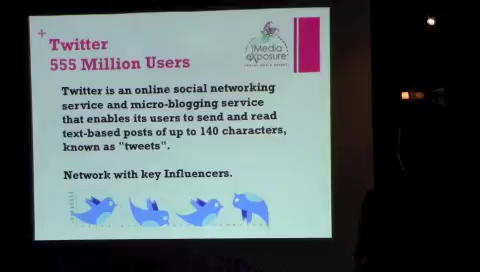 +
Twitter
555 Million Users
iMedia
exposure
Twitter is an online social networking
service and micro-blogging service
that enables its users to send and read
text-based posts of up to 140 characters,
known as "tweets".
Network with key Influencers.